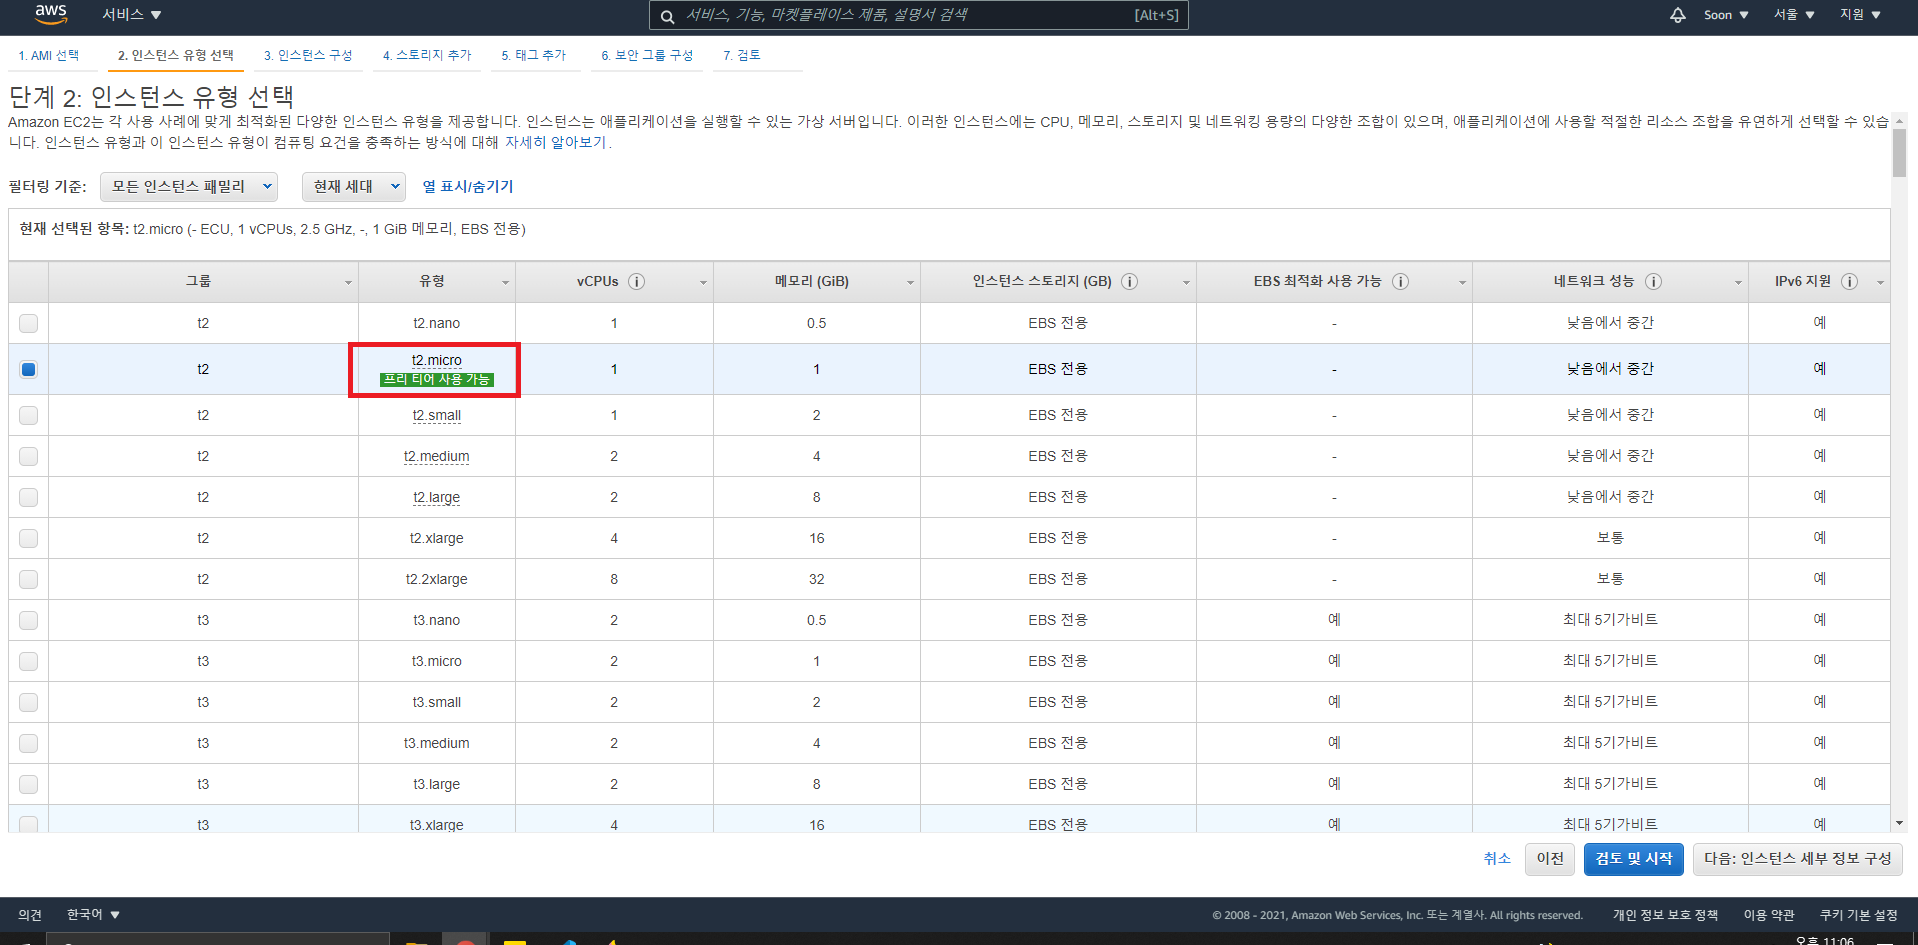 aws 서비스 ▼ 서비스, 기능, 마켓플레이스 제품, 설명서 검색 [Alt+S] Soon ▼ 서울 ▼ 지원 ▼
1. AMI 선택 2. 인스턴스 유형 선택 3. 인스턴스 구성 4. 스토리지 추가 5. 태그 추가 6. 보안 그룹 구성 7. 검토
단계 2: 인스턴스 유형 선택
Amazon EC2는 각 사용 사례에 맞게 최적화된 다양한 인스턴스 유형을 제공합니다. 인스턴스는 애플리케이션을 실행할 수 있는 가상 서버입니다. 이러한 인스턴스에는 CPU, 메모리, 스토리지 및 네트워킹 용량의 다양한 조합이 있으며, 애플리케이션에 사용할 적절한 리소스 조합을 유연하게 선택할 수 있습
니다. 인스턴스 유형과 이 인스턴스 유형이 컴퓨팅 요건을 충족하는 방식에 대해 자세히 알아보기.
필터링 기준: 모든 인스턴스 패밀리 현재 세대 열 표시/숨기기
현재 선택된 항목: t2.micro (- ECU, 1 vCPUs, 2.5 GHz, -, 1 GiB 메모리, EBS 전용)
그룹 유형 vCPUs 메모리 (GiB) 인스턴스 스토리지 (GB) EBS 최적화 사용 가능 네트워크 성능 IPv6 지원
t2 t2.nano 1 0.5 EBS 전용 - 낮음에서 중간 예
t2 t2.micro 1 1 EBS 전용 - 낮음에서 중간 예
프리 티어 사용 가능
t2 t2.small 1 2 EBS 전용 - 낮음에서 중간 예
t2 t2.medium 2 4 EBS 전용 - 낮음에서 중간 예
t2 t2.large 2 8 EBS 전용 - 낮음에서 중간 예
t2 t2.xlarge 4 16 EBS 전용 - 보통 예
t2 t2.2xlarge 8 32 EBS 전용 - 보통 예
t3 t3.nano 2 0.5 EBS 전용 예 최대 5기가비트 예
t3 t3.micro 2 1 EBS 전용 예 최대 5기가비트 예
t3 t3.small 2 2 EBS 전용 예 최대 5기가비트 예
t3 t3.medium 2 4 EBS 전용 예 최대 5기가비트 예
t3 t3.large 2 8 EBS 전용 예 최대 5기가비트 예
t3 t3.xlarge 4 16 EBS 전용 예 최대 5기가비트 예
취소 이전 검토 및 시작 다음: 인스턴스 세부 정보 구성
의견 한국어 ▼ © 2008 - 2021, Amazon Web Services, Inc. 또는 계열사. All rights reserved. 개인 정보 보호 정책 이용 약관 쿠키 기본 설정
오후 11:06